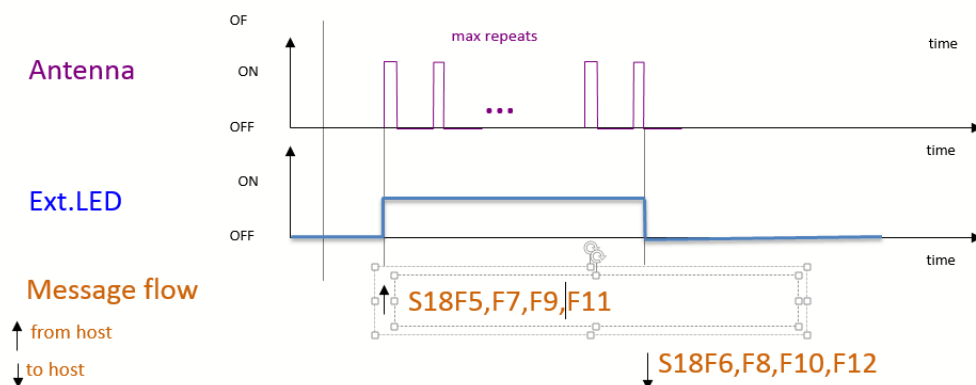 OF
max repeats
time
Antenna
ON
...
OFF
time
ON
Ext.LED
OFF
time
Message flow
S18F5,F7,F9,F11
from host
to host
S18F6,F8,F10,F12